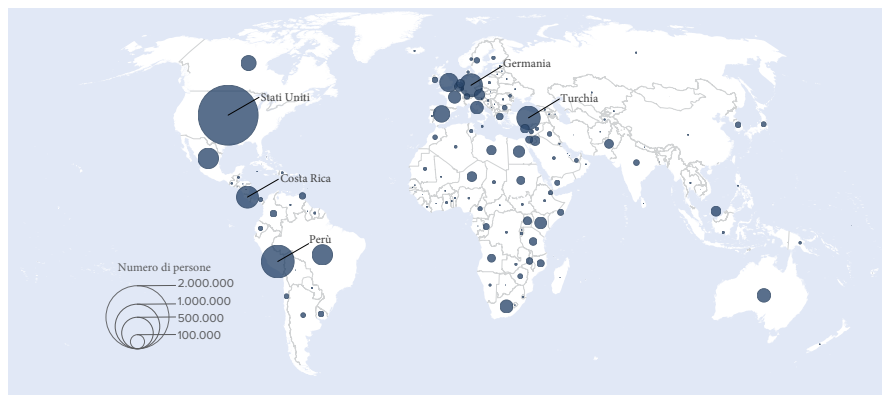 Germania
Stati Uniti
Turchia
Costa Rica
Perù
Numero di persone
2.000.000
1.000.000
500.000
100.000